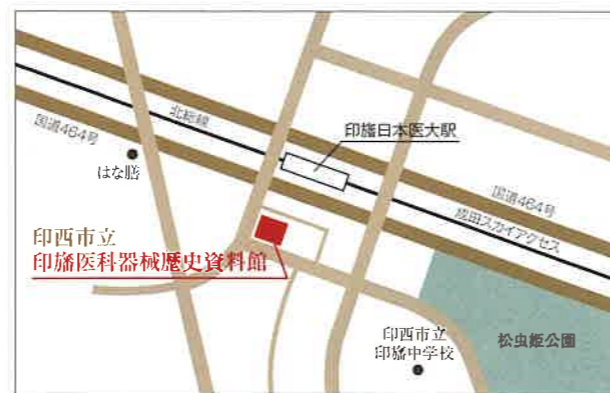 北総線
印旛日本医大駅
国道464号
はな膳
国道464号
成田スカイアクセス
印西市立
印旛医科器械歴史資料館
印西市立
印旛中学校
松虫姫公園